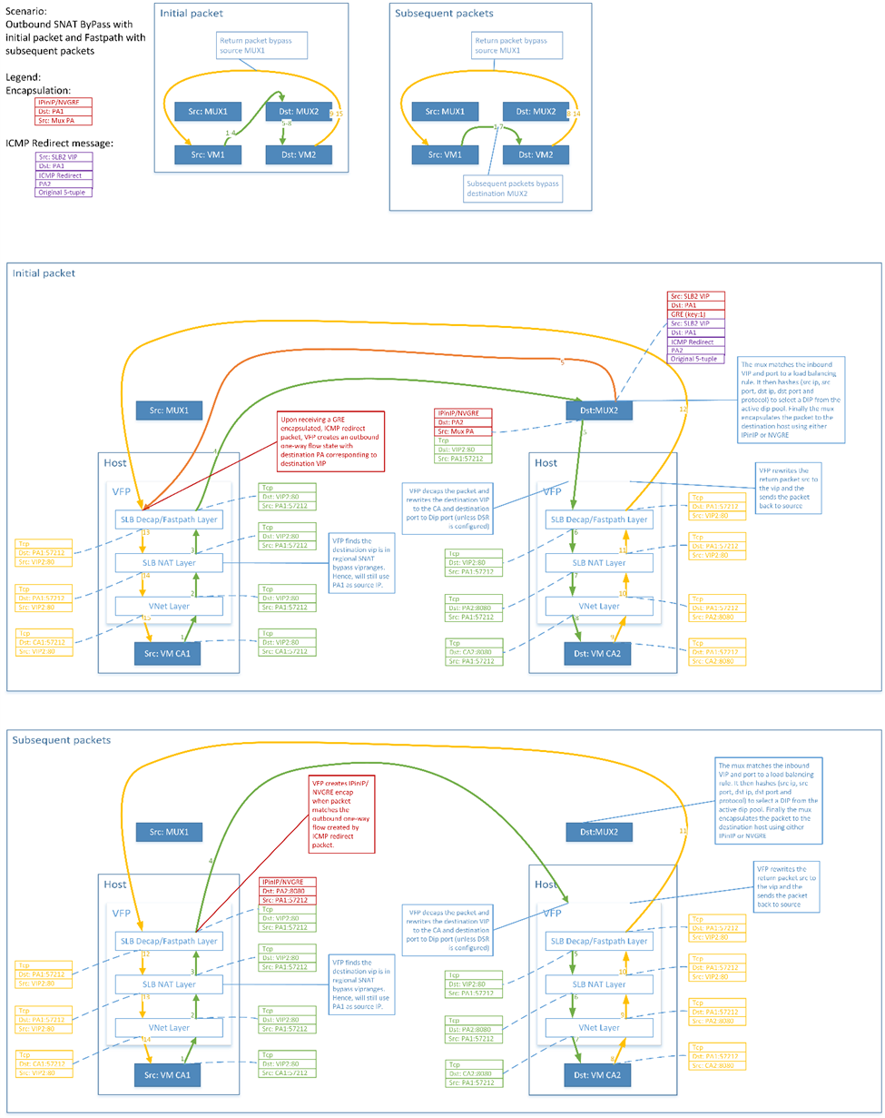 Scenario:
Outbound SNAT ByPass with
initial packet and Fastpath with
subsequent packets
Legend:
Encapsulation:
IPinIP/NVGRE
Dst: PA1
Src: Mux PA
ICMP Redirect message:
Src: SLB2 VIP
Dst: PA1
ICMP Redirect
PA2
Original 5-tuple
Initial packet
Return packet bypass
source MUX1
Src: MUX1
Dst: MUX2
1-4
5-8
9-15
Src: VM1
Dst: VM2
Subsequent packets
Return packet bypass
source MUX1
Src: MUX1
Dst: MUX2
1-7
8-14
Src: VM1
Dst: VM2
Subsequent packets bypass
destination MUX2
Initial packet
Src: SLB2 VIP
Dst: PA1
GRE (key:1)
Src: SLB2 VIP
Dst: PA1
ICMP Redirect
PA2
Original 5-tuple
5
12
The mux matches the inbound
VIP and port to a load balancing
rule. It then hashes (src ip, src
port, dst ip, dst port and
protocol) to select a DIP from the
active dip pool. Finally the mux
encapsulates the packet to the
destination host using either
IPinIP or NVGRE
Src: MUX1
Upon receiving a GRE
encapsulated, ICMP redirect
packet, VFP creates an outbound
one-way flow state with
destination PA corresponding to
destination VIP
IPinIP/NVGRE
Dst: PA2
Src: Mux PA
Tcp
Dst: VIP2:80
Src: PA1:57212
Dst:MUX2
5
4
Host
VFP
SLB Decap/Fastpath Layer
13
3
SLB NAT Layer
14
2
VNet Layer
15
1
Src: VM CA1
Tcp
Dst: PA1:57212
Src: VIP2:80
Tcp
Dst: PA1:57212
Src: VIP2:80
Tcp
Dst: CA1:57212
Src: VIP2:80
Tcp
Dst: VIP2:80
Src: PA1:57212
Tcp
Dst: VIP2:80
Src: PA1:57212
Tcp
Dst: VIP2:80
Src: PA1:57212
Tcp
Dst: VIP2:80
Src: CA1:57212
VFP finds the
destination vip is in
regional SNAT
bypass vipranges.
Hence, will still use
PA1 as source IP.
VFP decaps the packet and
rewrites the destination VIP
to the CA and destination
port to Dip port (unless DSR
is configured)
VFP rewrites the
return packet src to
the vip and the
sends the packet
back to source
Host
VFP
SLB Decap/Fastpath Layer
6
11
SLB NAT Layer
7
10
VNet Layer
8
9
Dst: VM CA2
Tcp
Dst: VIP2:80
Src: PA1:57212
Tcp
Dst: PA2:8080
Src: PA1:57212
Tcp
Dst: CA2:8080
Src: PA1:57212
Tcp
Dst: PA1:57212
Src: VIP2:80
Tcp
Dst: PA1:57212
Src: VIP2:80
Tcp
Dst: PA1:57212
Src: PA2:8080
Tcp
Dst: PA1:57212
Src: CA2:8080
Subsequent packets
Src: MUX1
VFP creates IPinIP/
NVGRE encap
when packet
matches the
outbound one-way
flow created by
ICMP redirect
packet.
Dst:MUX2
11
The mux matches the inbound
VIP and port to a load balancing
rule. It then hashes (src ip, src
port, dst ip, dst port and
protocol) to select a DIP from the
active dip pool. Finally the mux
encapsulates the packet to the
destination host using either
IPinIP or NVGRE
4
Host
VFP
SLB Decap/Fastpath Layer
12
3
SLB NAT Layer
13
2
VNet Layer
14
1
Src: VM CA1
Tcp
Dst: PA1:57212
Src: VIP2:80
Tcp
Dst: PA1:57212
Src: VIP2:80
Tcp
Dst: CA1:57212
Src: VIP2:80
IPinIP/NVGRE
Dst: PA2:8080
Src: PA1:57212
Tcp
Dst: VIP2:80
Src: PA1:57212
Tcp
Dst: VIP2:80
Src: PA1:57212
Tcp
Dst: VIP2:80
Src: PA1:57212
Tcp
Dst: VIP2:80
Src: CA1:57212
VFP finds the
destination vip is in
regional SNAT
bypass vipranges.
Hence, will still use
PA1 as source IP.
VFP decaps the packet and
rewrites the destination VIP
to the CA and destination
port to Dip port (unless DSR
is configured)
VFP rewrites the
return packet src to
the vip and the
sends the packet
back to source
Host
VFP
SLB Decap/Fastpath Layer
5
10
SLB NAT Layer
6
9
VNet Layer
7
8
Dst: VM CA2
Tcp
Dst: VIP2:80
Src: PA1:57212
Tcp
Dst: PA2:8080
Src: PA1:57212
Tcp
Dst: CA2:8080
Src: PA1:57212
Tcp
Dst: PA1:57212
Src: VIP2:80
Tcp
Dst: PA1:57212
Src: VIP2:80
Tcp
Dst: PA1:57212
Src: PA2:8080
Tcp
Dst: PA1:57212
Src: CA2:8080